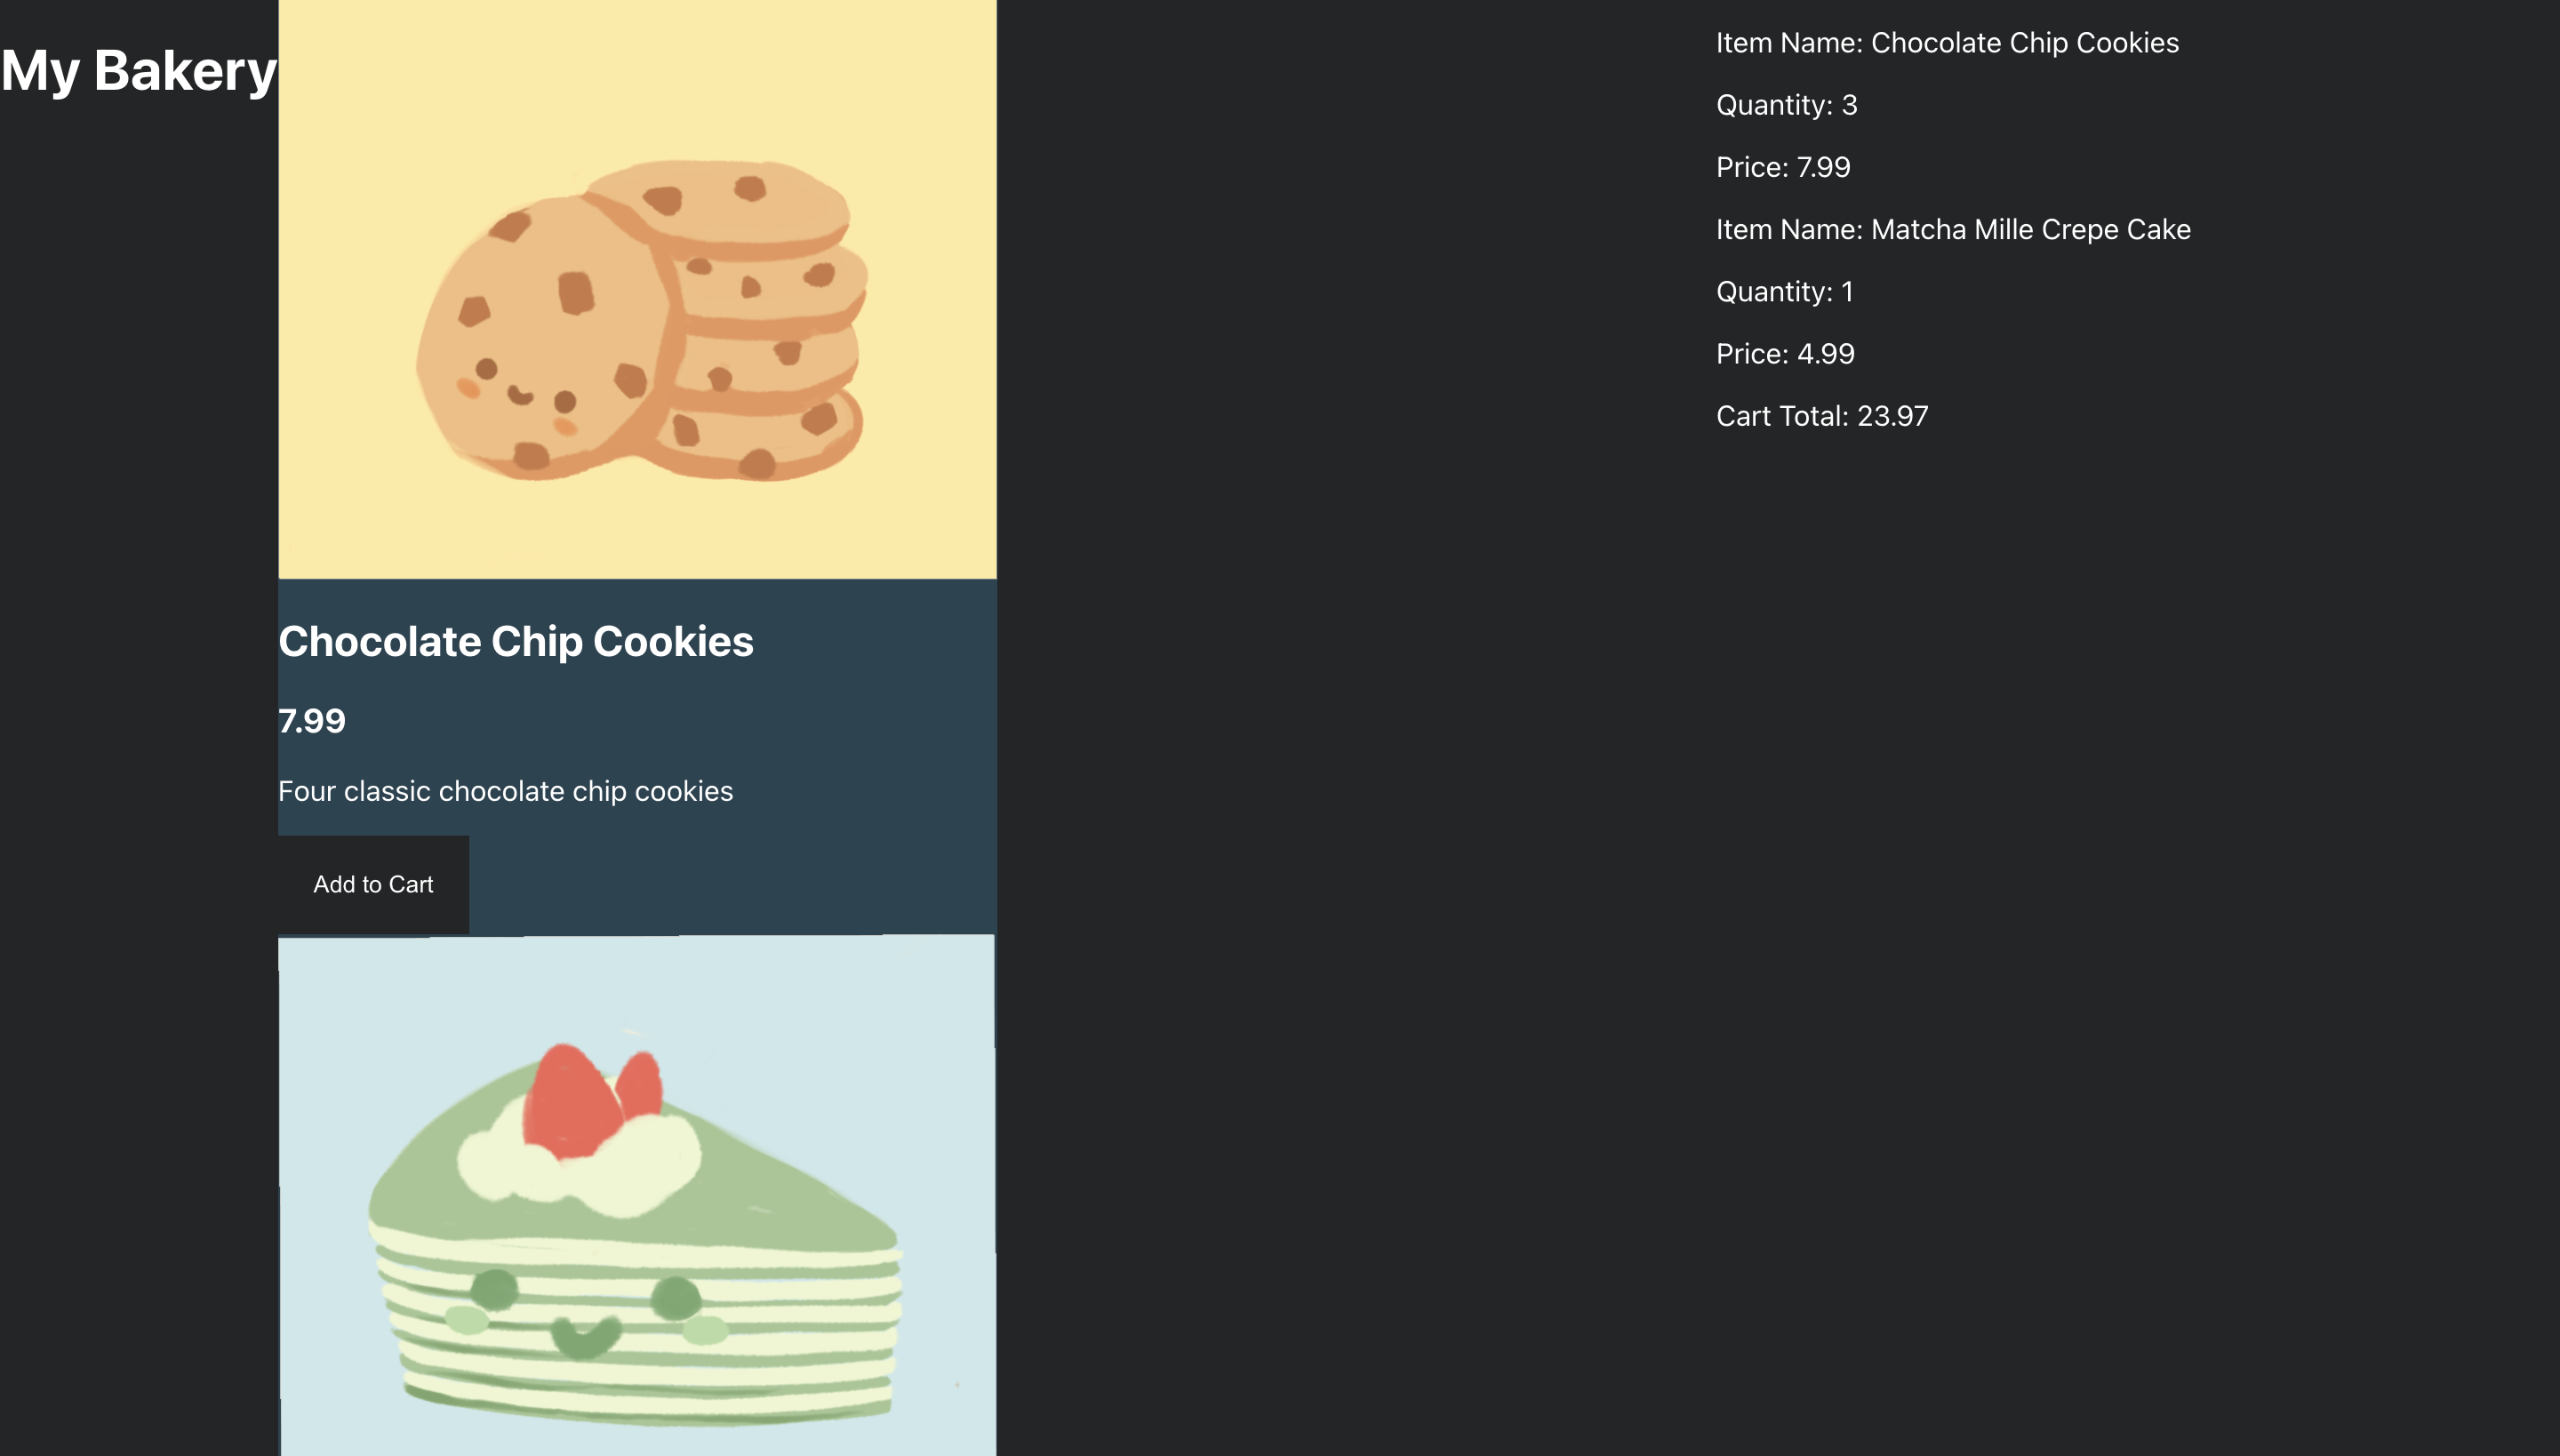 My Bakery
Chocolate Chip Cookies
7.99
Four classic chocolate chip cookies
Add to Cart
Item Name: Chocolate Chip Cookies
Quantity: 3
Price: 7.99
Item Name: Matcha Mille Crepe Cake
Quantity: 1
Price: 4.99
Cart Total: 23.97